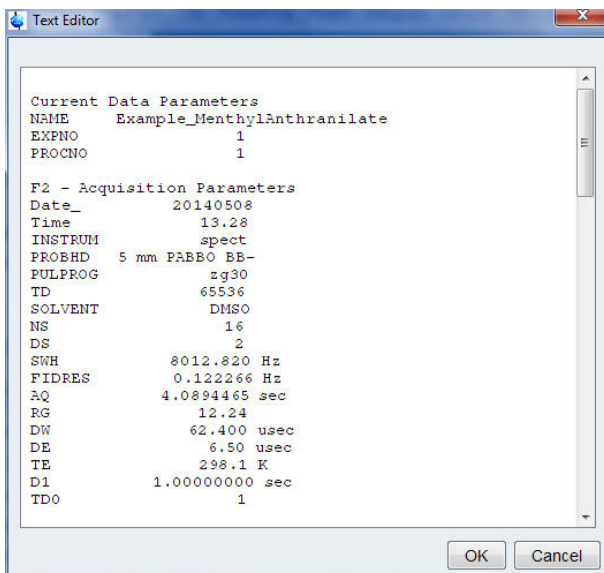 Text Editor
Current Data Parameters
NAME Example_MenthylAnthranilate
EXPNO 1
PROCNO 1
F2 - Acquisition Parameters
Date_ 20140508
Time 13.28
INSTRUM spect
PROBHD 5 mm PABBO BB-
PULPROG zg30
TD 65536
SOLVENT DMSO
NS 16
DS 2
SWH 8012.820 Hz
FIDRES 0.122266 Hz
AQ 4.0894465 sec
RG 12.24
DW 62.400 usec
DE 6.50 usec
TE 298.1 K
D1 1.00000000 sec
TD0 1
OK Cancel